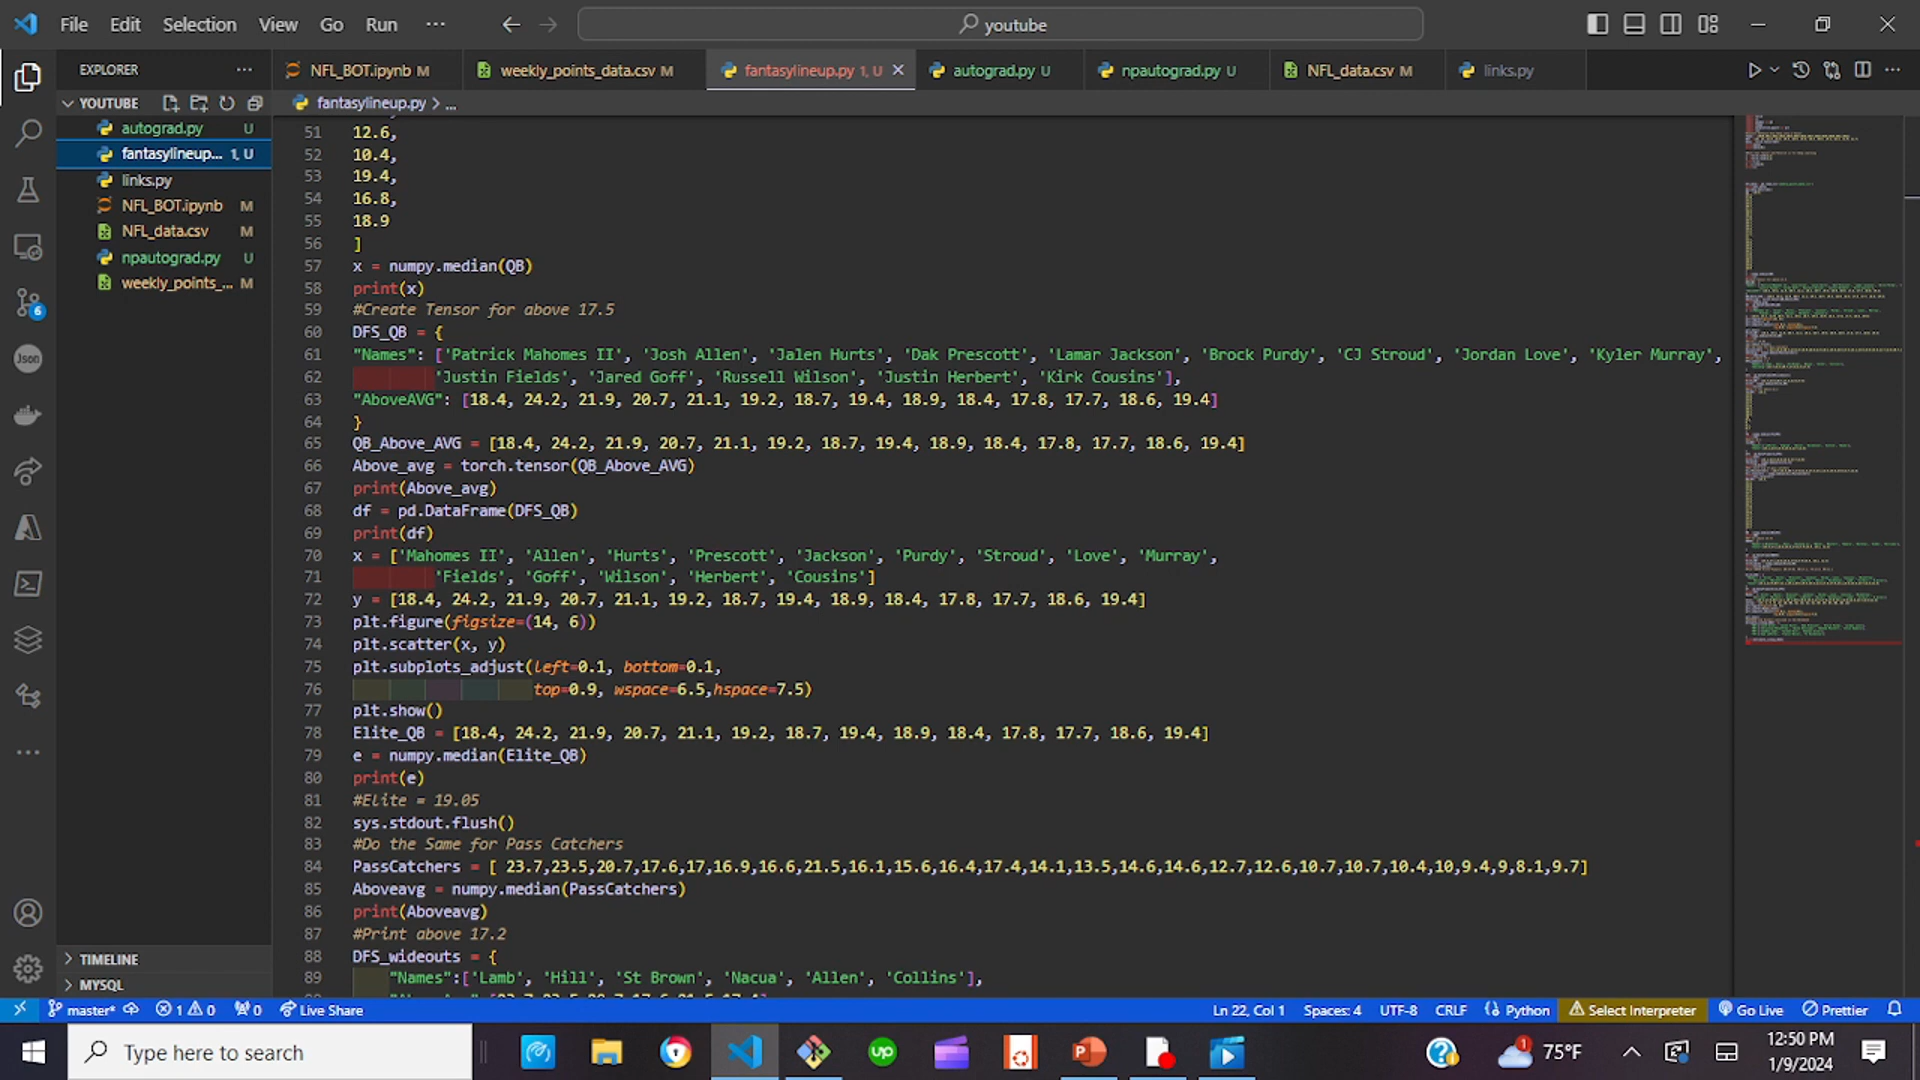 File Edit Selection View Go Run ··· youtube
EXPLORER ···
NFL_BOT.ipynb M weekly_points_data.csv M fantasylineup.py 1, U autograd.py U npautograd.py U NFL_data.csv M links.py
YOUTUBE
fantasylineup.py > ...
autograd.py U
fantasylineup... 1, U
links.py
NFL_BOT.ipynb M
NFL_data.csv M
npautograd.py U
weekly_points_... M
51 12.6,
52 10.4,
53 19.4,
54 16.8,
55 18.9
56 ]
57 x = numpy.median(QB)
58 print(x)
59 #Create Tensor for above 17.5
60 DFS_QB = {
61 "Names": ['Patrick Mahomes II', 'Josh Allen', 'Jalen Hurts', 'Dak Prescott', 'Lamar Jackson', 'Brock Purdy', 'CJ Stroud', 'Jordan Love', 'Kyler Murray',
62 'Justin Fields', 'Jared Goff', 'Russell Wilson', 'Justin Herbert', 'Kirk Cousins'],
63 "AboveAVG": [18.4, 24.2, 21.9, 20.7, 21.1, 19.2, 18.7, 19.4, 18.9, 18.4, 17.8, 17.7, 18.6, 19.4]
64 }
65 QB_Above_AVG = [18.4, 24.2, 21.9, 20.7, 21.1, 19.2, 18.7, 19.4, 18.9, 18.4, 17.8, 17.7, 18.6, 19.4]
66 Above_avg = torch.tensor(QB_Above_AVG)
67 print(Above_avg)
68 df = pd.DataFrame(DFS_QB)
69 print(df)
70 x = ['Mahomes II', 'Allen', 'Hurts', 'Prescott', 'Jackson', 'Purdy', 'Stroud', 'Love', 'Murray',
71 'Fields', 'Goff', 'Wilson', 'Herbert', 'Cousins']
72 y = [18.4, 24.2, 21.9, 20.7, 21.1, 19.2, 18.7, 19.4, 18.9, 18.4, 17.8, 17.7, 18.6, 19.4]
73 plt.figure(figsize=(14, 6))
74 plt.scatter(x, y)
75 plt.subplots_adjust(left=0.1, bottom=0.1,
76 top=0.9, wspace=6.5,hspace=7.5)
77 plt.show()
78 Elite_QB = [18.4, 24.2, 21.9, 20.7, 21.1, 19.2, 18.7, 19.4, 18.9, 18.4, 17.8, 17.7, 18.6, 19.4]
79 e = numpy.median(Elite_QB)
80 print(e)
81 #Elite = 19.05
82 sys.stdout.flush()
83 #Do the Same for Pass Catchers
84 PassCatchers = [ 23.7,23.5,20.7,17.6,17,16.9,16.6,21.5,16.1,15.6,16.4,17.4,14.1,13.5,14.6,14.6,12.7,12.6,10.7,10.7,10.4,10,9.4,9,8.1,9.7]
85 Aboveavg = numpy.median(PassCatchers)
86 print(Aboveavg)
87 #Print above 17.2
88 DFS_wideouts = {
89 "Names":['Lamb', 'Hill', 'St Brown', 'Nacua', 'Allen', 'Collins'],
Json
6
TIMELINE
MYSQL
master* 1 0 0 Live Share Ln 22, Col 1 Spaces: 4 UTF-8 CRLF Python Select Interpreter Go Live Prettier
Type here to search up 1 75°F 12:50 PM
1/9/2024